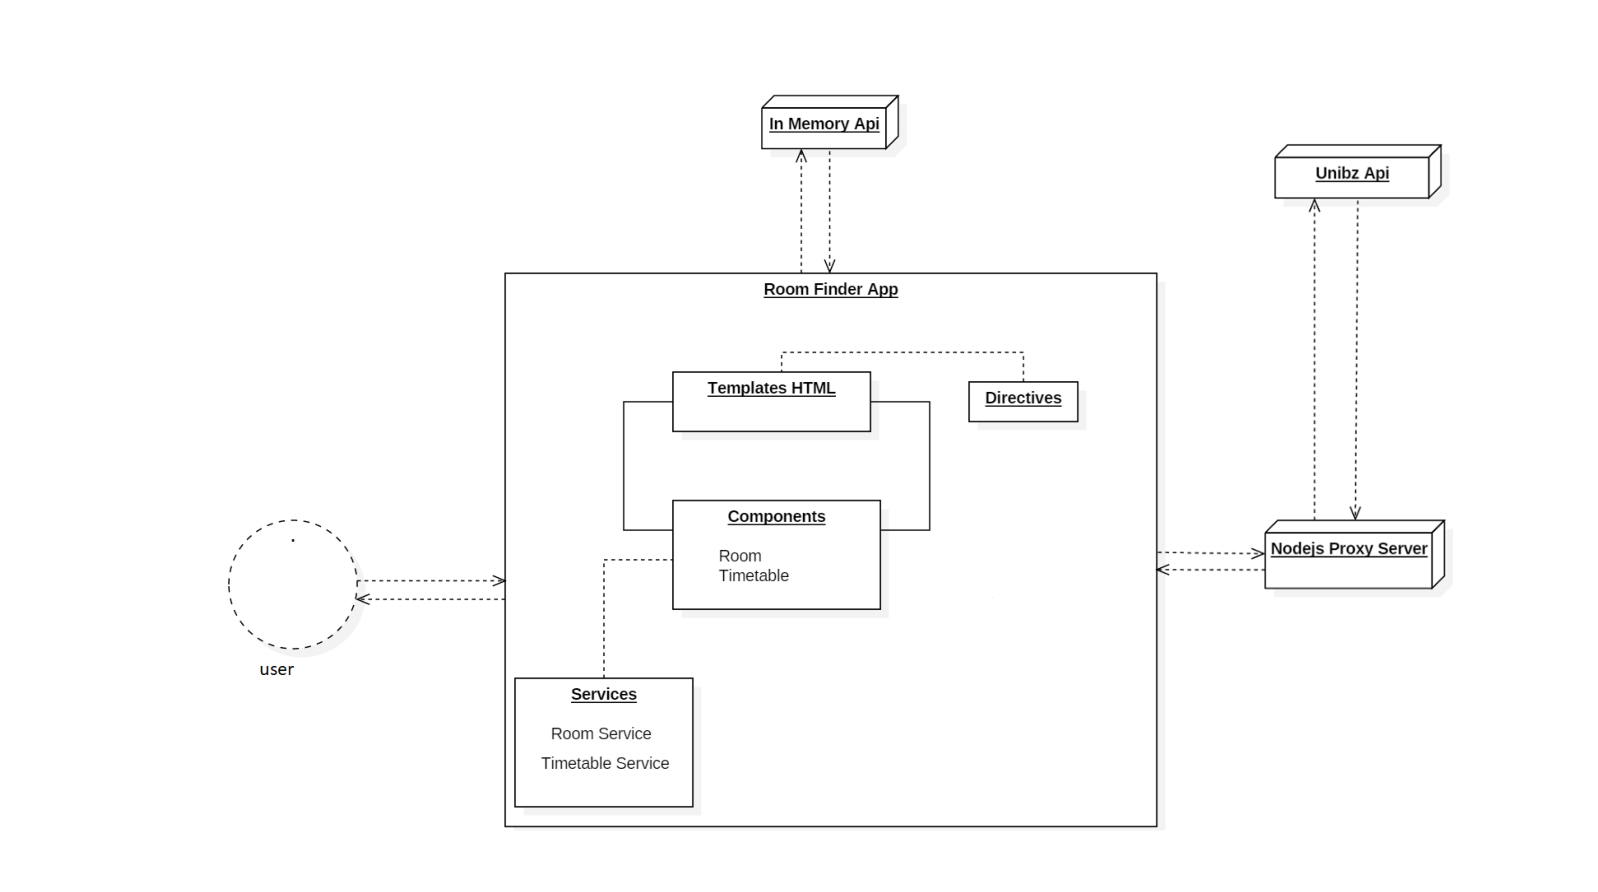 In Memory Api
Unibz Api
Room Finder App
Templates HTML
Directives
Components
Room
Timetable
Nodejs Proxy Server
user
Services
Room Service
Timetable Service